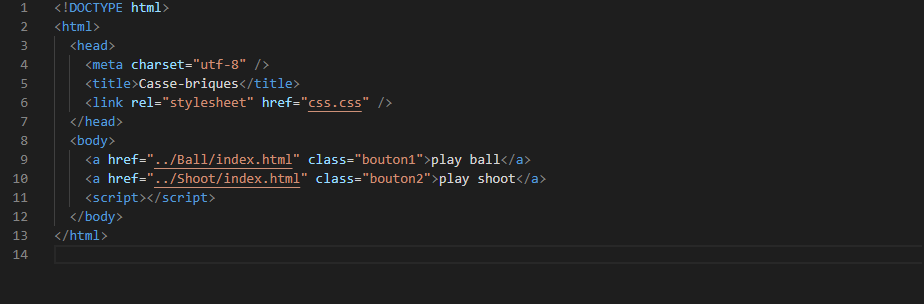 1 <!DOCTYPE html>
2 <html>
3 <head>
4 <meta charset="utf-8" />
5 <title>Casse-briques</title>
6 <link rel="stylesheet" href="css.css" />
7 </head>
8 <body>
9 <a href="../Ball/index.html" class="bouton1">play ball</a>
10 <a href="../Shoot/index.html" class="bouton2">play shoot</a>
11 <script></script>
12 </body>
13 </html>
14